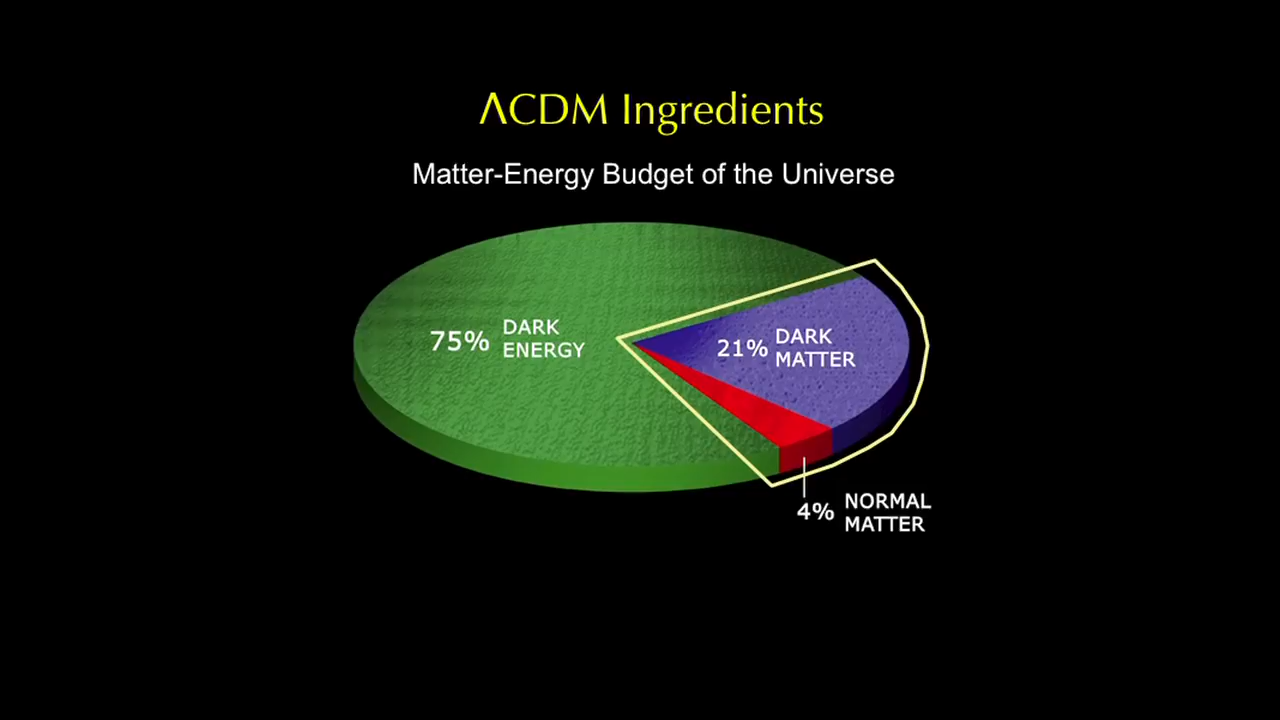 ΛCDM Ingredients
Matter-Energy Budget of the Universe
75% DARK
ENERGY
21% DARK
MATTER
4% NORMAL
MATTER